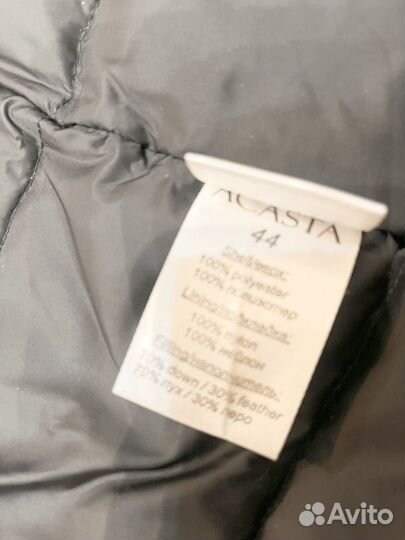 ACASTA
44
Shell/верх:
100% polyester
100% полиэстер
Lining/подкладка:
100% nylon
100% нейлон
Filling/наполнитель:
70% down / 30% feather
70% пух / 30% перо
Avito